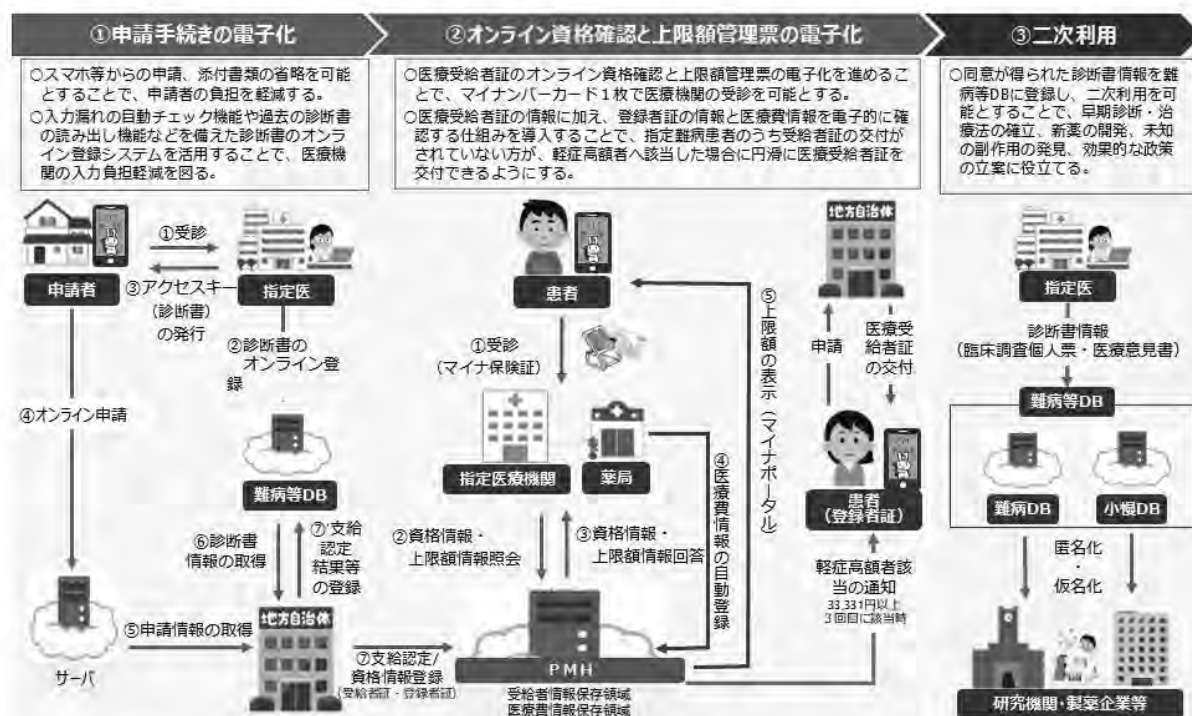 ①申請手続きの電子化
②オンライン資格確認と上限額管理票の電子化
③二次利用
○スマホ等からの申請、添付書類の省略を可能
とすることで、申請者の負担を軽減する。
○入力漏れの自動チェック機能や過去の診断書
の読み出し機能などを備えた診断書のオンラ
イン登録システムを活用することで、医療機
関の入力負担軽減を図る。
○医療受給者証のオンライン資格確認と上限額管理票の電子化を進めるこ
とで、マイナンバーカード1枚で医療機関の受診を可能とする。
○医療受給者証の情報に加え、登録者証の情報と医療費情報を電子的に確
認する仕組みを導入することで、指定難病患者のうち受給者証の交付が
されていない方が、軽症高額者へ該当した場合に円滑に医療受給者証を
交付できるようにする。
○同意が得られた診断書情報を難
病等DBに登録し、二次利用を可
能とすることで、早期診断・治
療法の確立、新薬の開発、未知
の副作用の発見、効果的な政策
の立案に役立てる。
申請者
①受診
③アクセスキー
(診断書)
の発行
指定医
②診断書の
オンライン登
録
④オンライン申請
難病等DB
⑥診断書
情報の取得
⑦支給
認定
結果等
の登録
サーバ
⑤申請情報の取得
地方自治体
⑦支給認定/
資格情報登録
(受給者証・登録者証)
患者
①受診
(マイナ保険証)
指定医療機関
薬局
②資格情報・
上限額情報照会
③資格情報・
上限額情報回答
④医療費情報の自動登録
⑤上限額の表示(マイナポータル)
PMH
受給者情報保存領域
医療費情報保存領域
地方自治体
申請
医療受
給者証
の交付
患者
(登録者証)
軽症高額者該
当の通知
33,331円以上
3回目に該当時
指定医
診断書情報
(臨床調査個人票・医療意見書)
難病等DB
難病DB
小慢DB
匿名化
・
仮名化
研究機関・製薬企業等